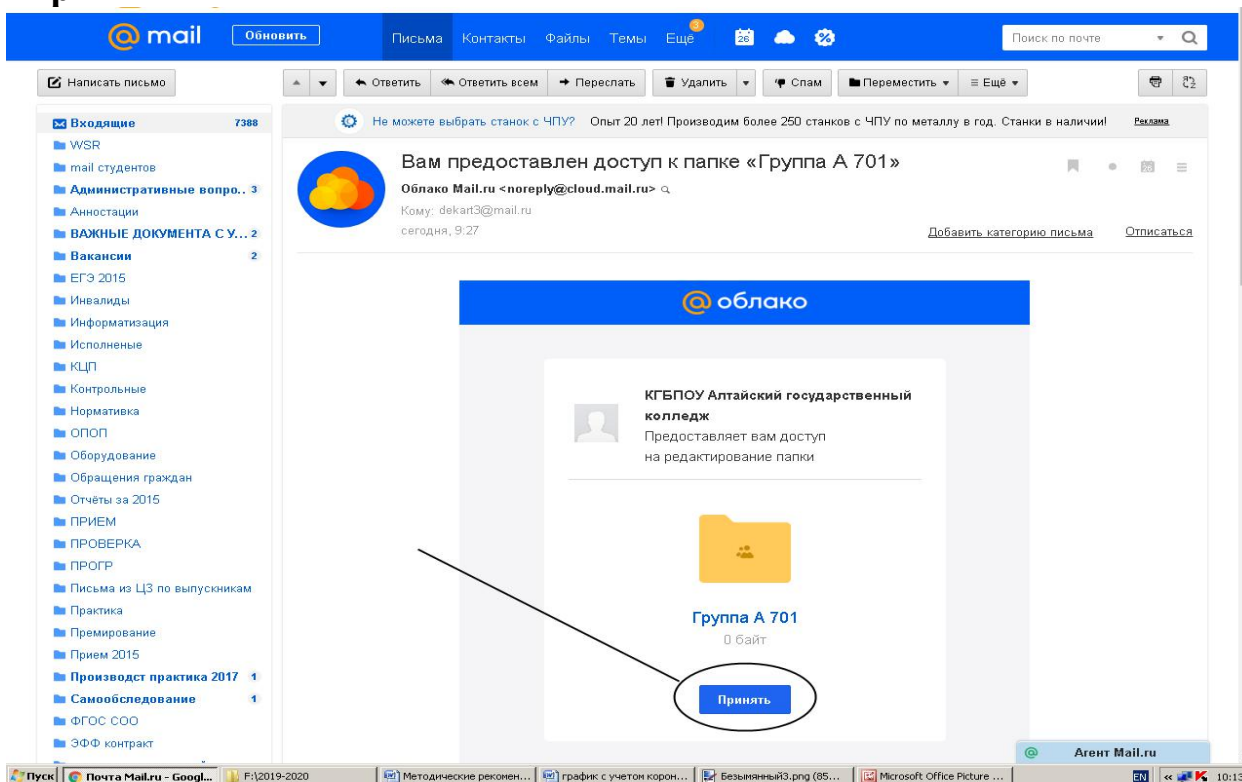 mail
Обновить
Письма Контакты Файлы Темы Ещё 3 26
Поиск по почте
Написать письмо
Ответить Ответить всем Переслать Удалить Спам Переместить Ещё
Входящие 7388
WSR
mail студентов
Административные вопро.. 3
Анностации
ВАЖНЫЕ ДОКУМЕНТА С У... 2
Вакансии 2
ЕГЭ 2015
Инвалиды
Информатизация
Исполненые
КЦП
Контрольные
Нормативка
ОПОП
Оборудование
Обращения граждан
Отчёты за 2015
ПРИЕМ
ПРОВЕРКА
ПРОГР
Письма из ЦЗ по выпускникам
Практика
Премирование
Прием 2015
Производст практика 2017 1
Самообследование 1
ФГОС СОО
ЭФФ контракт
Не можете выбрать станок с ЧПУ? Опыт 20 лет! Производим более 250 станков с ЧПУ по металлу в год. Станки в наличии! Реклама
Вам предоставлен доступ к папке «Группа А 701»
Облако Mail.ru <noreply@cloud.mail.ru>
Кому: dekart3@mail.ru
сегодня, 9:27
Добавить категорию письма Отписаться
облако
КГБПОУ Алтайский государственный
колледж
Предоставляет вам доступ
на редактирование папки
Группа А 701
0 байт
Принять
Агент Mail.ru
Пуск Почта Mail.ru - Googl... F:\2019-2020 Методические рекомен... график с учетом корон... Безымянный3.png (85... Microsoft Office Picture ... EN « 10:13